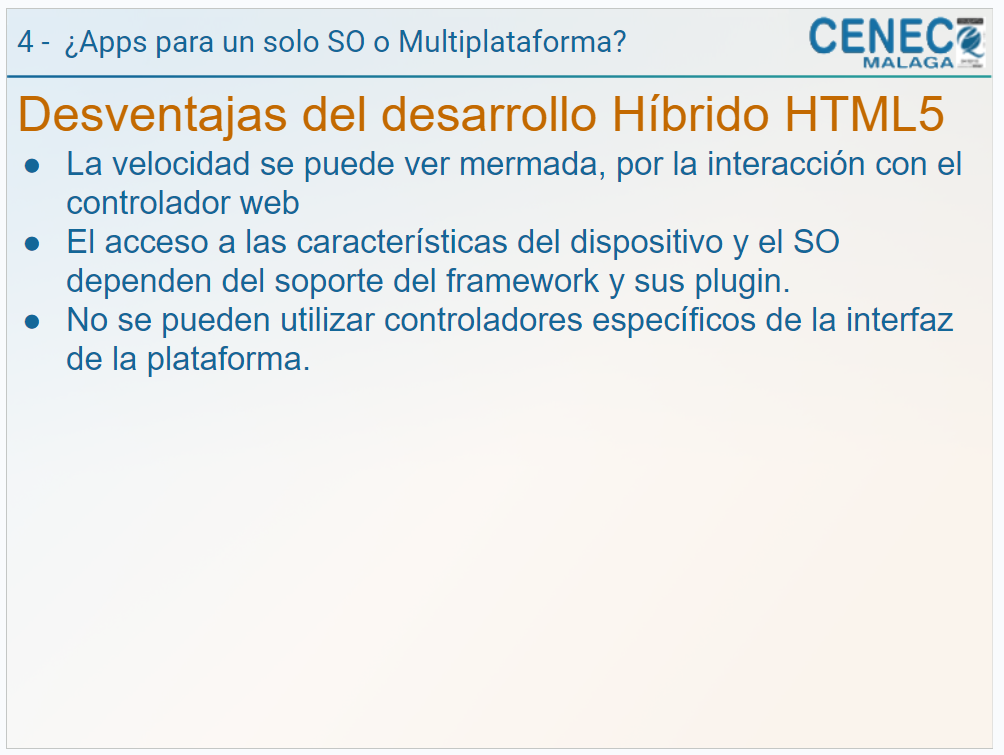 4 - ¿Apps para un solo SO o Multiplataforma?
CENEC
MALAGA
Desventajas del desarrollo Híbrido HTML5
● La velocidad se puede ver mermada, por la interacción con el
controlador web
● El acceso a las características del dispositivo y el SO
dependen del soporte del framework y sus plugin.
● No se pueden utilizar controladores específicos de la interfaz
de la plataforma.